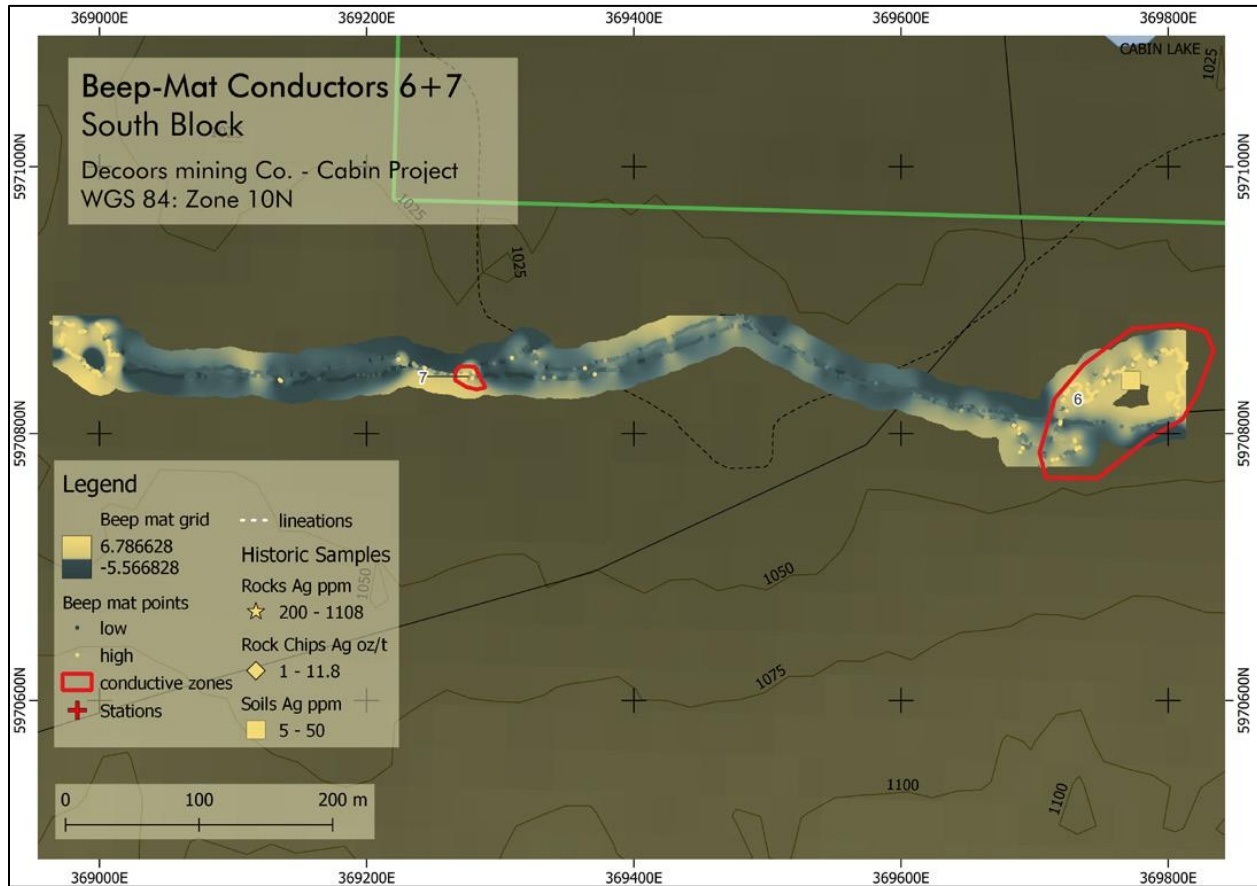 369000E 369200E 369400E 369600E 369800E
Beep-Mat Conductors 6+7
South Block
Decoors mining Co. - Cabin Project
WGS 84: Zone 10N
CABIN LAKE
1025
1025
1025
5971000N
5971000N
7
6
5970800N
5970800N
Legend
Beep mat grid
6.786628
-5.566828
Beep mat points
low
high
conductive zones
Stations
lineations
Historic Samples
Rocks Ag ppm
200 - 1108
Rock Chips Ag oz/t
1 - 11.8
Soils Ag ppm
5 - 50
1050
1050
1075
5970600N
5970600N
1100
1100
0 100 200 m
369000E 369200E 369400E 369600E 369800E